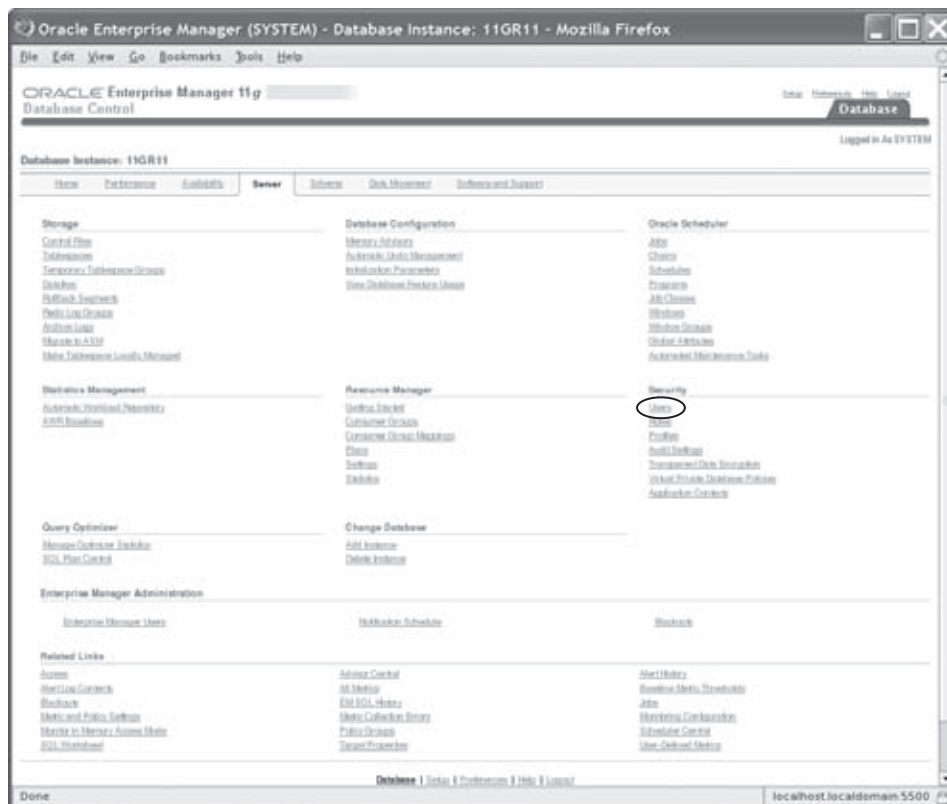 Oracle Enterprise Manager (SYSTEM) - Database Instance: 11GR11 - Mozilla Firefox
File Edit View Go Bookmarks Tools Help
ORACLE Enterprise Manager 11g
Database Control
Setup Preferences Help Logout
Database
Logged in As SYSTEM
Database Instance: 11GR11
Home Performance Availability Server Schema Data Movement Software and Support
Storage
Control Files
Tablespaces
Temporary Tablespace Groups
Datafiles
Rollback Segments
Redo Log Groups
Archive Logs
Migrate to ASM
Make Tablespace Locally Managed
Database Configuration
Memory Advisors
Automatic Undo Management
Initialization Parameters
View Database Feature Usage
Oracle Scheduler
Jobs
Chains
Schedules
Programs
Job Classes
Windows
Window Groups
Global Attributes
Automated Maintenance Tasks
Statistics Management
Automatic Workload Repository
AWR Baselines
Resource Manager
Getting Started
Consumer Groups
Consumer Group Mappings
Plans
Settings
Statistics
Security
Users
Roles
Profiles
Audit Settings
Transparent Data Encryption
Virtual Private Database Policies
Application Contexts
Query Optimizer
Manage Optimizer Statistics
SQL Plan Control
Change Database
Add Instance
Delete Instance
Enterprise Manager Administration
Enterprise Manager Users Notification Schedule Blackouts
Related Links
Access
Alert Log Contents
Blackouts
Metric and Policy Settings
Monitor in Memory Access Mode
SQL Worksheet
Advisor Central
All Metrics
EM SQL History
Metric Collection Errors
Policy Groups
Target Properties
Alert History
Baseline Metric Thresholds
Jobs
Monitoring Configuration
Scheduler Central
User-Defined Metrics
Database | Setup | Preferences | Help | Logout
Done localhost.localdomain:5500